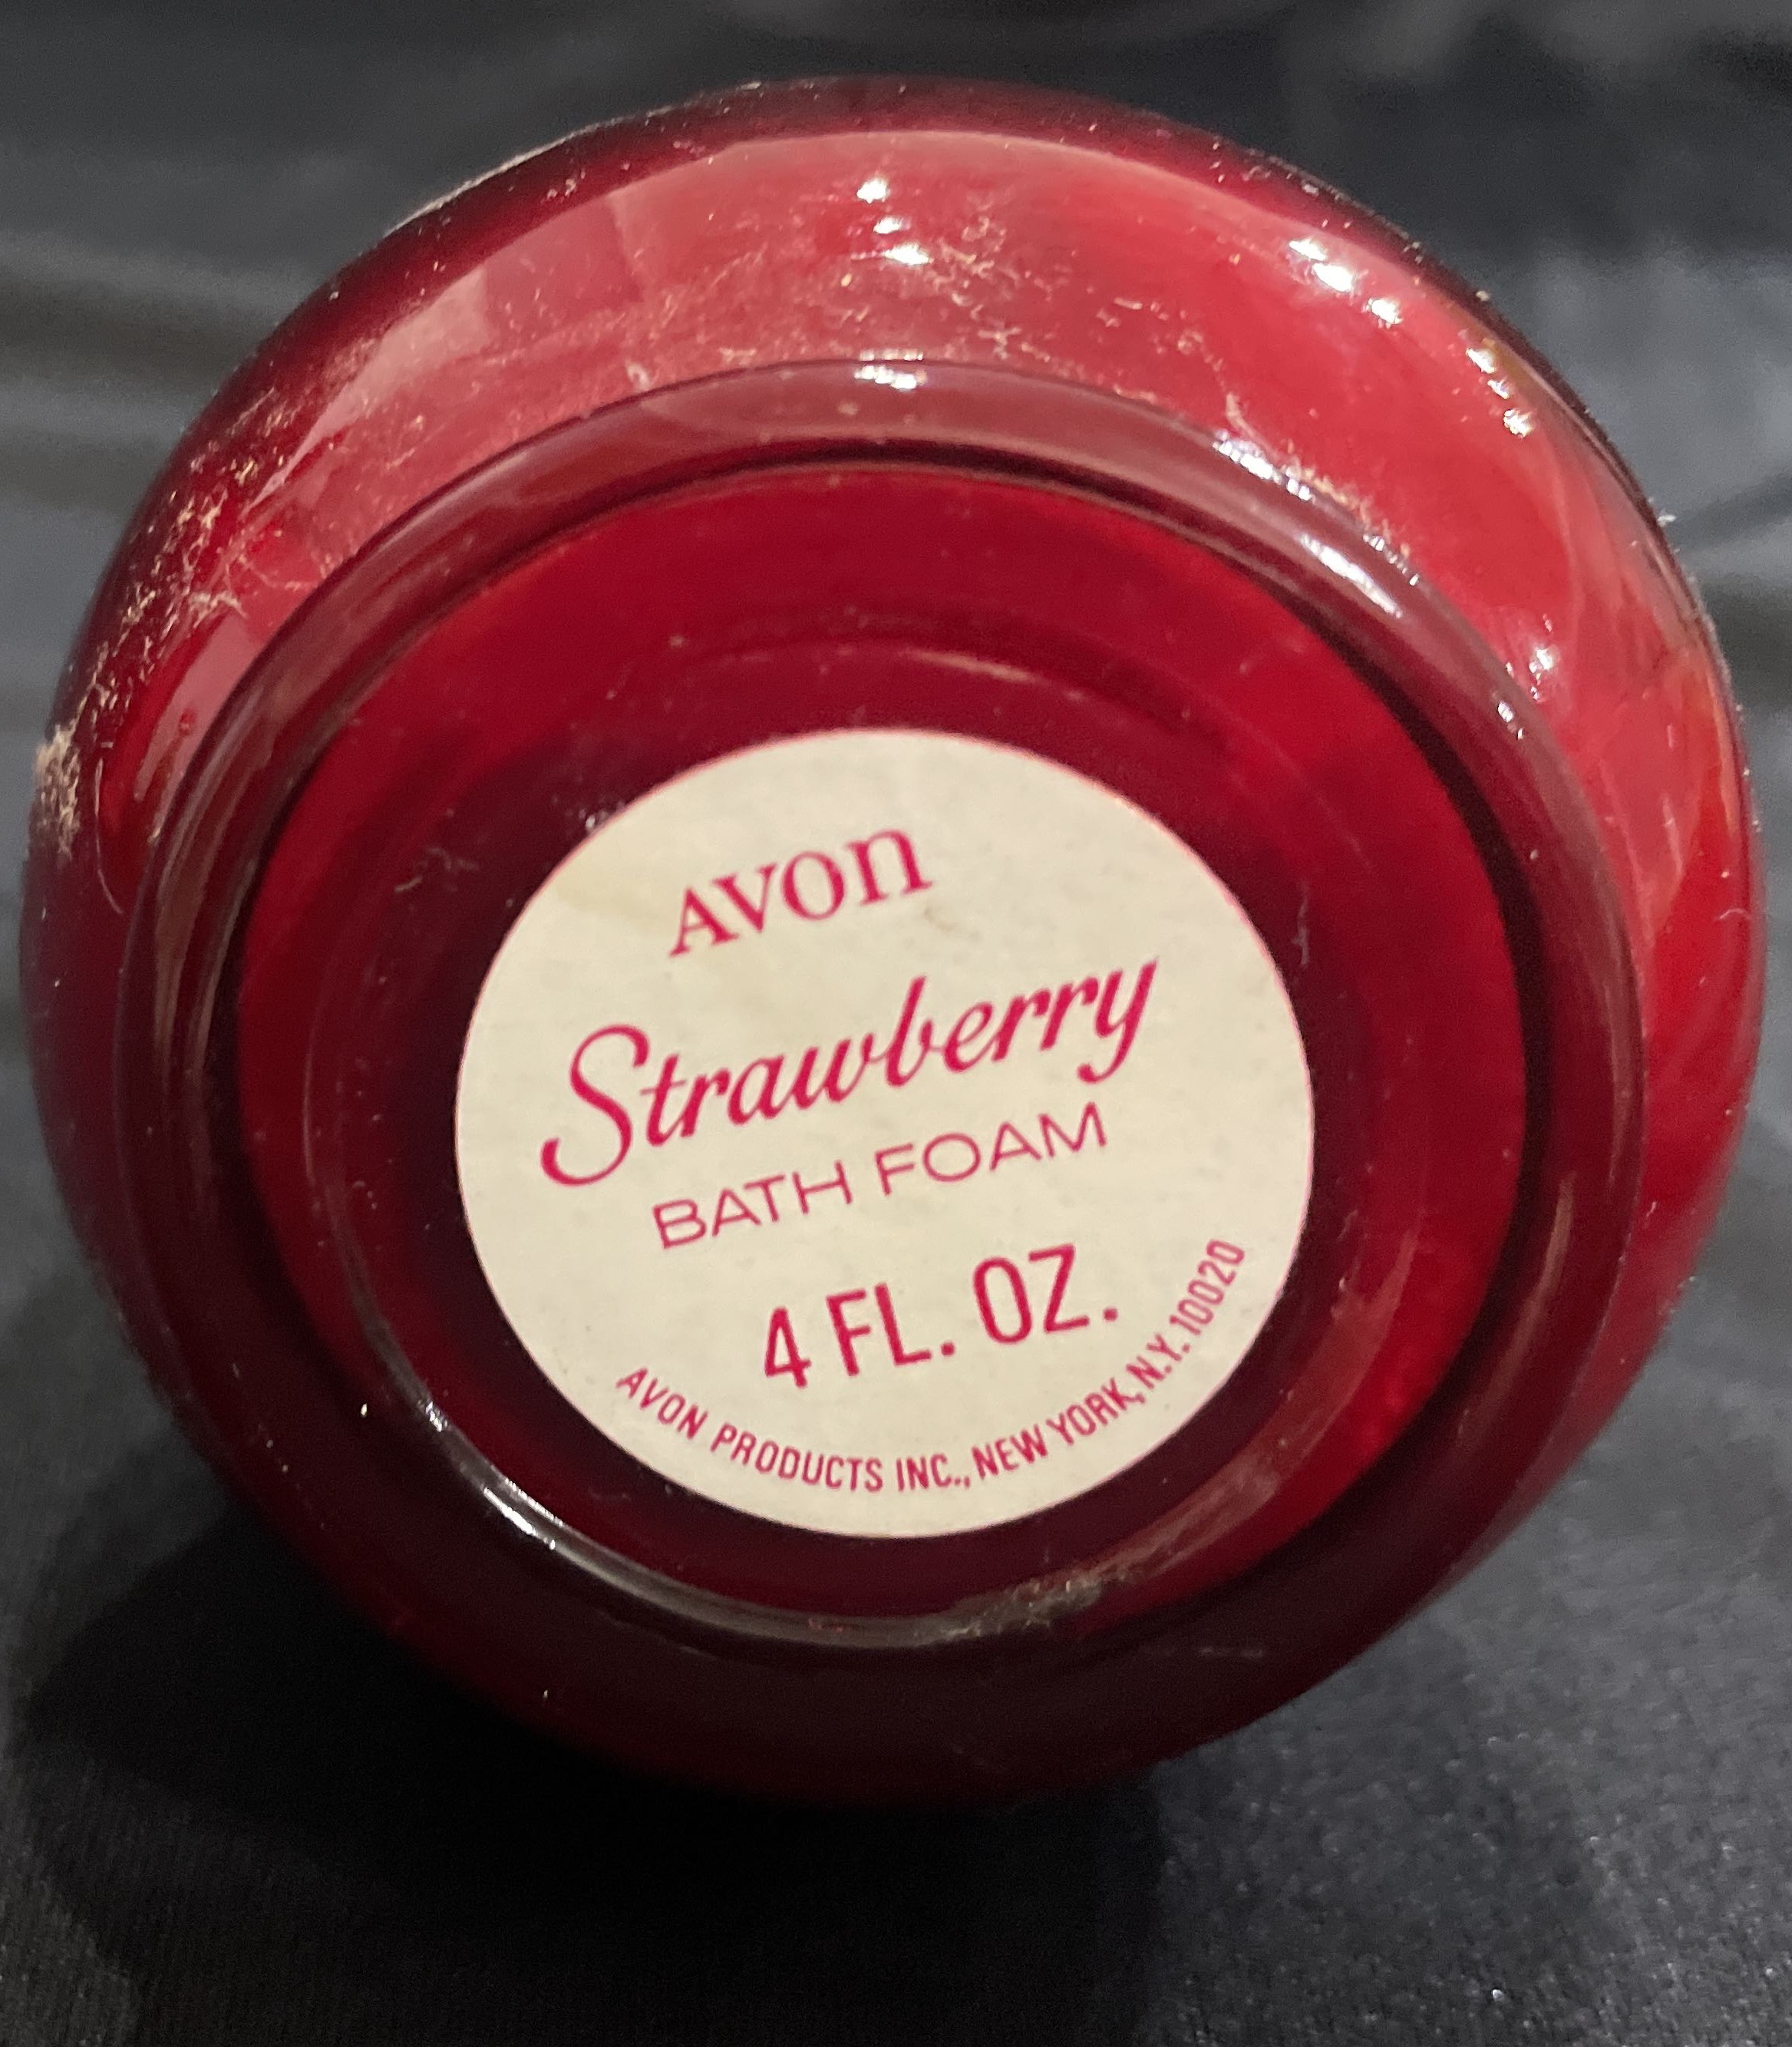 AVON
Strawberry
BATH FOAM
4 FL. OZ.
AVON PRODUCTS INC., NEW YORK, N.Y. 10020